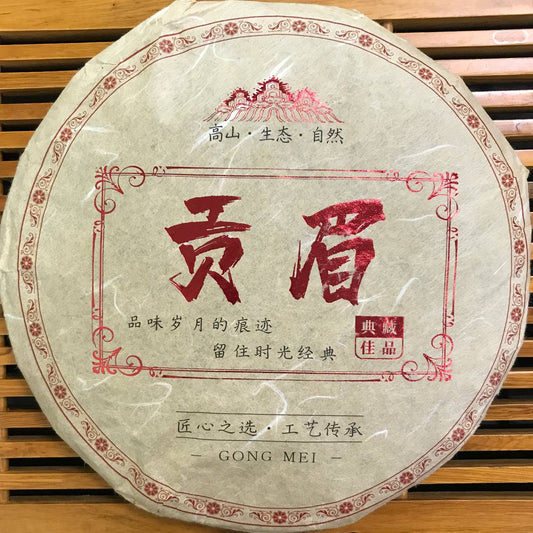 高山·生态·自然
贡眉
品味岁月的痕迹
留住时光经典
典藏
佳品
匠心之选·工艺传承
— GONG MEI —